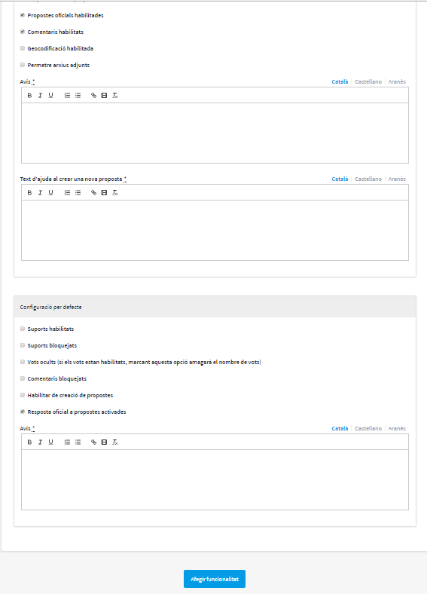 Propostes oficials habilitades
Comentaris habilitats
Geocodificació habilitada
Permetre arxius adjunts
Avís *
Català Castellano Aranés
B I U
Text d'ajuda al crear una nova proposta *
Català Castellano Aranés
B I U
Configuració per defecte
Suports habilitats
Suports bloquejats
Vots ocults (si els vots estan habilitats, marcant aquesta opció amagara el nombre de vots)
Comentaris bloquejats
Habilitar de creació de propostes
Resposta oficial a propostes activades
Avís *
Català Castellano Aranés
B I U
Afegir funcionalitat